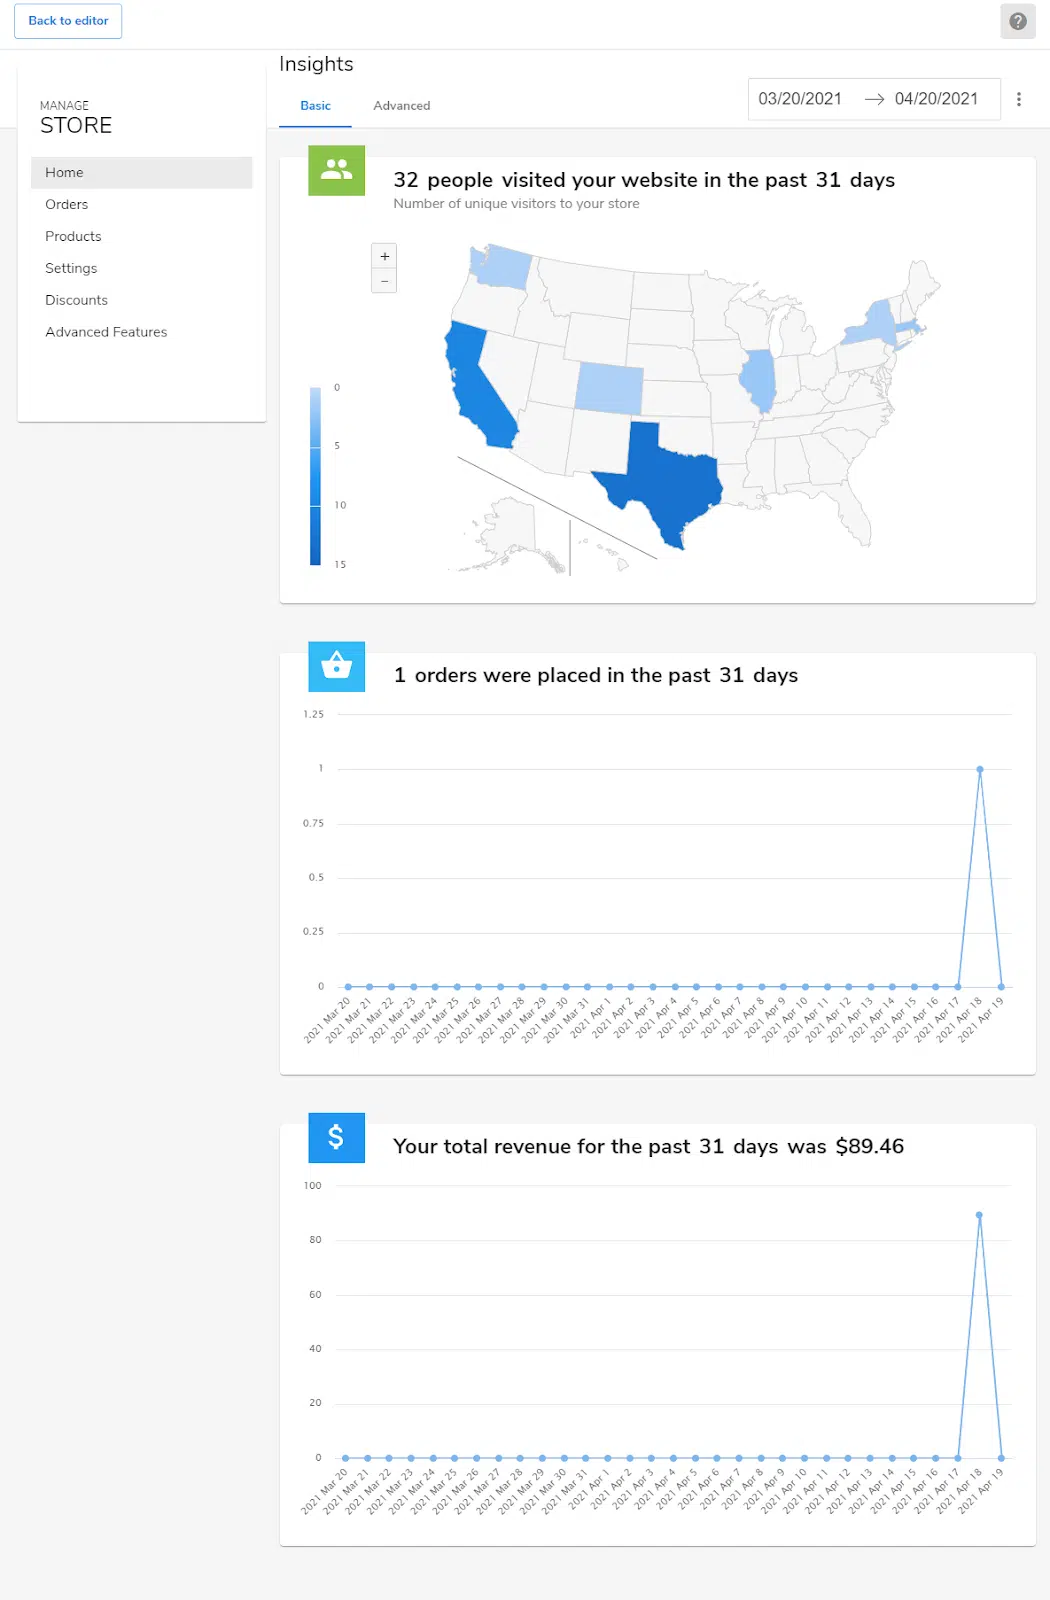 Back to editor
?
Insights
Basic
Advanced
03/20/2021 → 04/20/2021
MANAGE
STORE
Home
Orders
Products
Settings
Discounts
Advanced Features
32 people visited your website in the past 31 days
Number of unique visitors to your store
+
−
0
5
10
15
1 orders were placed in the past 31 days
1.25
1
0.75
0.5
0.25
0
2021 Mar 20
2021 Mar 21
2021 Mar 22
2021 Mar 23
2021 Mar 24
2021 Mar 25
2021 Mar 26
2021 Mar 27
2021 Mar 28
2021 Mar 29
2021 Mar 30
2021 Mar 31
2021 Apr 1
2021 Apr 2
2021 Apr 3
2021 Apr 4
2021 Apr 5
2021 Apr 6
2021 Apr 7
2021 Apr 8
2021 Apr 9
2021 Apr 10
2021 Apr 11
2021 Apr 12
2021 Apr 13
2021 Apr 14
2021 Apr 15
2021 Apr 16
2021 Apr 17
2021 Apr 18
2021 Apr 19
$
Your total revenue for the past 31 days was $89.46
100
80
60
40
20
0
2021 Mar 20
2021 Mar 21
2021 Mar 22
2021 Mar 23
2021 Mar 24
2021 Mar 25
2021 Mar 26
2021 Mar 27
2021 Mar 28
2021 Mar 29
2021 Mar 30
2021 Mar 31
2021 Apr 1
2021 Apr 2
2021 Apr 3
2021 Apr 4
2021 Apr 5
2021 Apr 6
2021 Apr 7
2021 Apr 8
2021 Apr 9
2021 Apr 10
2021 Apr 11
2021 Apr 12
2021 Apr 13
2021 Apr 14
2021 Apr 15
2021 Apr 16
2021 Apr 17
2021 Apr 18
2021 Apr 19